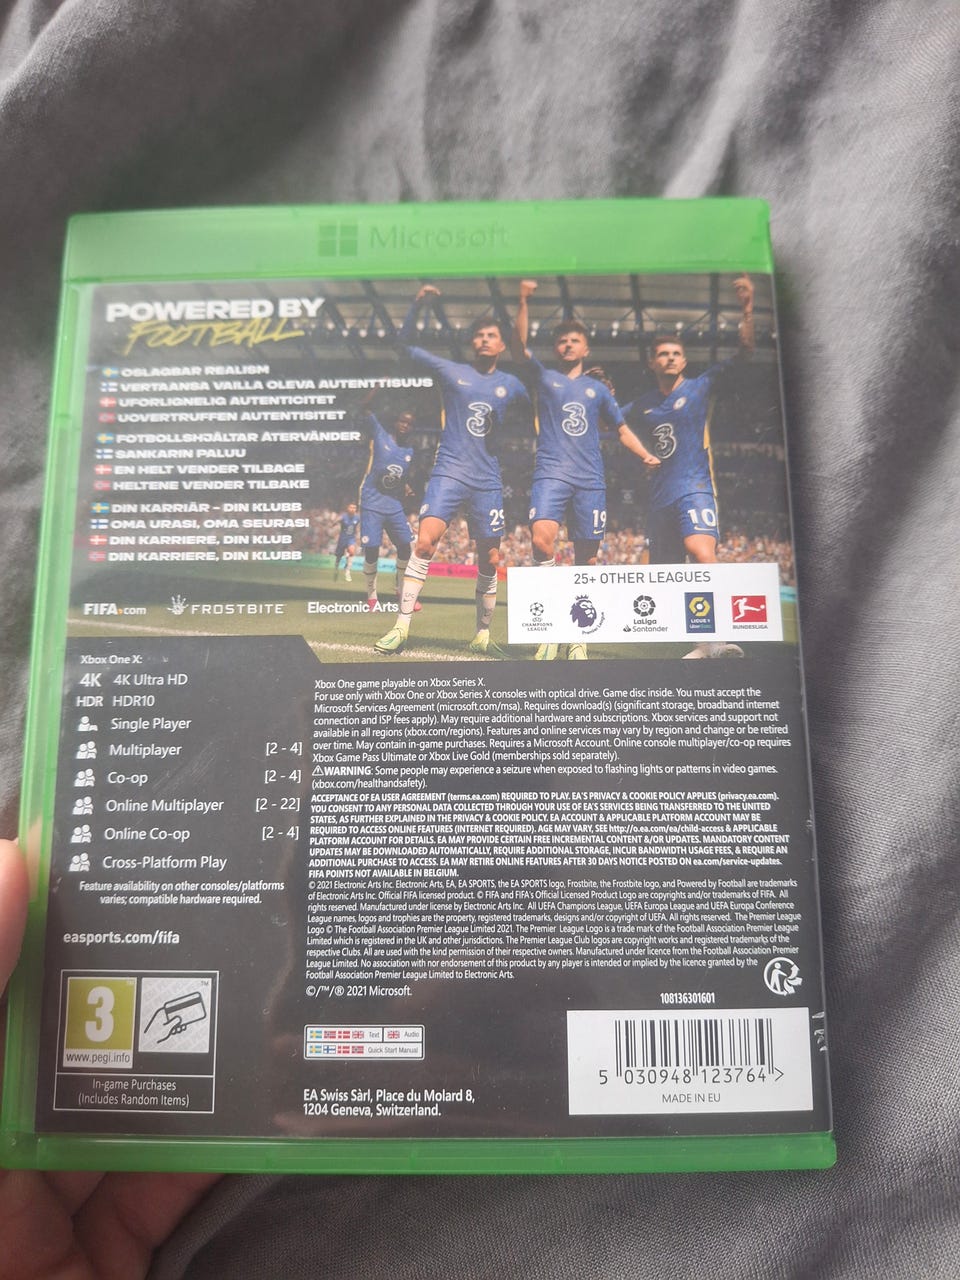 Microsoft
POWERED BY
FOOTBALL
OSLAGBAR REALISM
VERTAANSA VAILLA OLEVA AUTENTTISUUS
UFORLIGNELIG AUTENTICITET
UOVERTRUFFEN AUTENTISITET
FOTBOLLSHJÄLTAR ÅTERVÄNDER
SANKARIN PALUU
EN HELT VENDER TILBAGE
HELTENE VENDER TILBAKE
DIN KARRIÄR – DIN KLUBB
OMA URASI, OMA SEURASI
DIN KARRIERE, DIN KLUB
DIN KARRIERE, DIN KLUBB
3
3
3
3
29
19
10
FIFA.com
FROSTBITE
Electronic Arts
25+ OTHER LEAGUES
CHAMPIONS
LEAGUE
Premier League
LaLiga
Santander
LIGUE 1
Uber Eats
BUNDESLIGA
Xbox One X:
4K 4K Ultra HD
HDR HDR10
Single Player
Multiplayer [2 - 4]
Co-op [2 - 4]
Online Multiplayer [2 - 22]
Online Co-op [2 - 4]
Cross-Platform Play
Feature availability on other consoles/platforms
varies; compatible hardware required.
easports.com/fifa
3
www.pegi.info
In-game Purchases
(Includes Random Items)
Xbox One game playable on Xbox Series X.
For use only with Xbox One or Xbox Series X consoles with optical drive. Game disc inside. You must accept the
Microsoft Services Agreement (microsoft.com/msa). Requires download(s) (significant storage, broadband internet
connection and ISP fees apply). May require additional hardware and subscriptions. Xbox services and support not
available in all regions (xbox.com/regions). Features and online services may vary by region and change or be retired
over time. May contain in-game purchases. Requires a Microsoft Account. Online console multiplayer/co-op requires
Xbox Game Pass Ultimate or Xbox Live Gold (memberships sold separately).
WARNING: Some people may experience a seizure when exposed to flashing lights or patterns in video games.
(xbox.com/healthandsafety).
ACCEPTANCE OF EA USER AGREEMENT (terms.ea.com) REQUIRED TO PLAY. EA'S PRIVACY & COOKIE POLICY APPLIES (privacy.ea.com).
YOU CONSENT TO ANY PERSONAL DATA COLLECTED THROUGH YOUR USE OF EA'S SERVICES BEING TRANSFERRED TO THE UNITED
STATES, AS FURTHER EXPLAINED IN THE PRIVACY & COOKIE POLICY. EA ACCOUNT & APPLICABLE PLATFORM ACCOUNT MAY BE
REQUIRED TO ACCESS ONLINE FEATURES (INTERNET REQUIRED). AGE MAY VARY, SEE http://o.ea.com/ea/child-access & APPLICABLE
PLATFORM ACCOUNT FOR DETAILS. EA MAY PROVIDE CERTAIN FREE INCREMENTAL CONTENT &/OR UPDATES. MANDATORY CONTENT
UPDATES MAY BE DOWNLOADED AUTOMATICALLY, REQUIRE ADDITIONAL STORAGE, INCUR BANDWIDTH USAGE FEES, & REQUIRE AN
ADDITIONAL PURCHASE TO ACCESS. EA MAY RETIRE ONLINE FEATURES AFTER 30 DAYS NOTICE POSTED ON ea.com/service-updates.
FIFA POINTS NOT AVAILABLE IN BELGIUM.
© 2021 Electronic Arts Inc. Electronic Arts, EA, EA SPORTS, the EA SPORTS logo, Frostbite, the Frostbite logo, and Powered by Football are trademarks
of Electronic Arts Inc. Official FIFA licensed product. © FIFA and FIFA's Official Licensed Product Logo are copyrights and/or trademarks of FIFA. All
rights reserved. Manufactured under license by Electronic Arts Inc. All UEFA Champions League, UEFA Europa League and UEFA Europa Conference
League names, logos and trophies are the property, registered trademarks, designs and/or copyright of UEFA. All rights reserved. The Premier League
Logo © The Football Association Premier League Limited 2021. The Premier League Logo is a trade mark of the Football Association Premier League
Limited which is registered in the UK and other jurisdictions. The Premier League Club logos are copyright works and registered trademarks of the
respective Clubs. All are used with the kind permission of their respective owners. Manufactured under licence from the Football Association Premier
League Limited. No association with nor endorsement of this product by any player is intended or implied by the licence granted by the
Football Association Premier League Limited to Electronic Arts.
©/™/® 2021 Microsoft.
108136301601
Text Audio
Quick Start Manual
EA Swiss Sàrl, Place du Molard 8,
1204 Geneva, Switzerland.
5 030948 123764 >
MADE IN EU